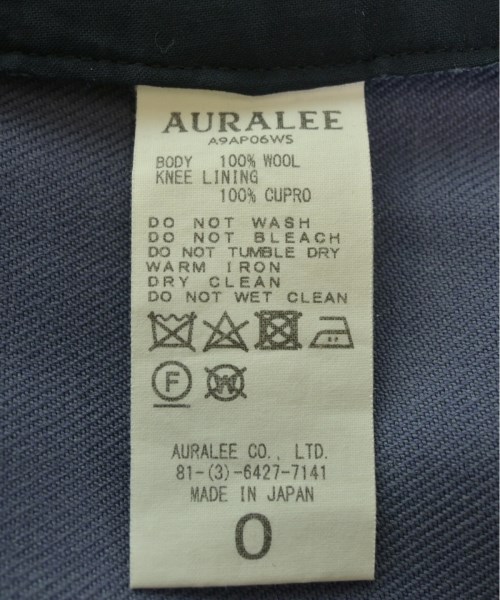 AURALEE
A9AP06WS
BODY 100% WOOL
KNEE LINING
100% CUPRO
DO NOT WASH
DO NOT BLEACH
DO NOT TUMBLE DRY
WARM IRON
DRY CLEAN
DO NOT WET CLEAN
F W
AURALEE CO., LTD.
81-(3)-6427-7141
MADE IN JAPAN
0